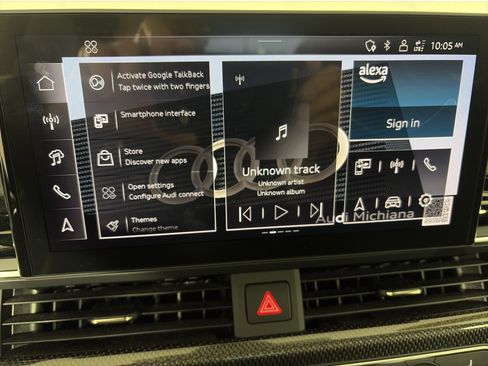 10:05 AM
Activate Google TalkBack
Tap twice with two fingers
Smartphone interface
Store
Discover new apps
Open settings
Configure Audi connect
Themes
Change theme
Unknown track
Unknown artist
Unknown album
alexa
Sign in
Audi Michiana